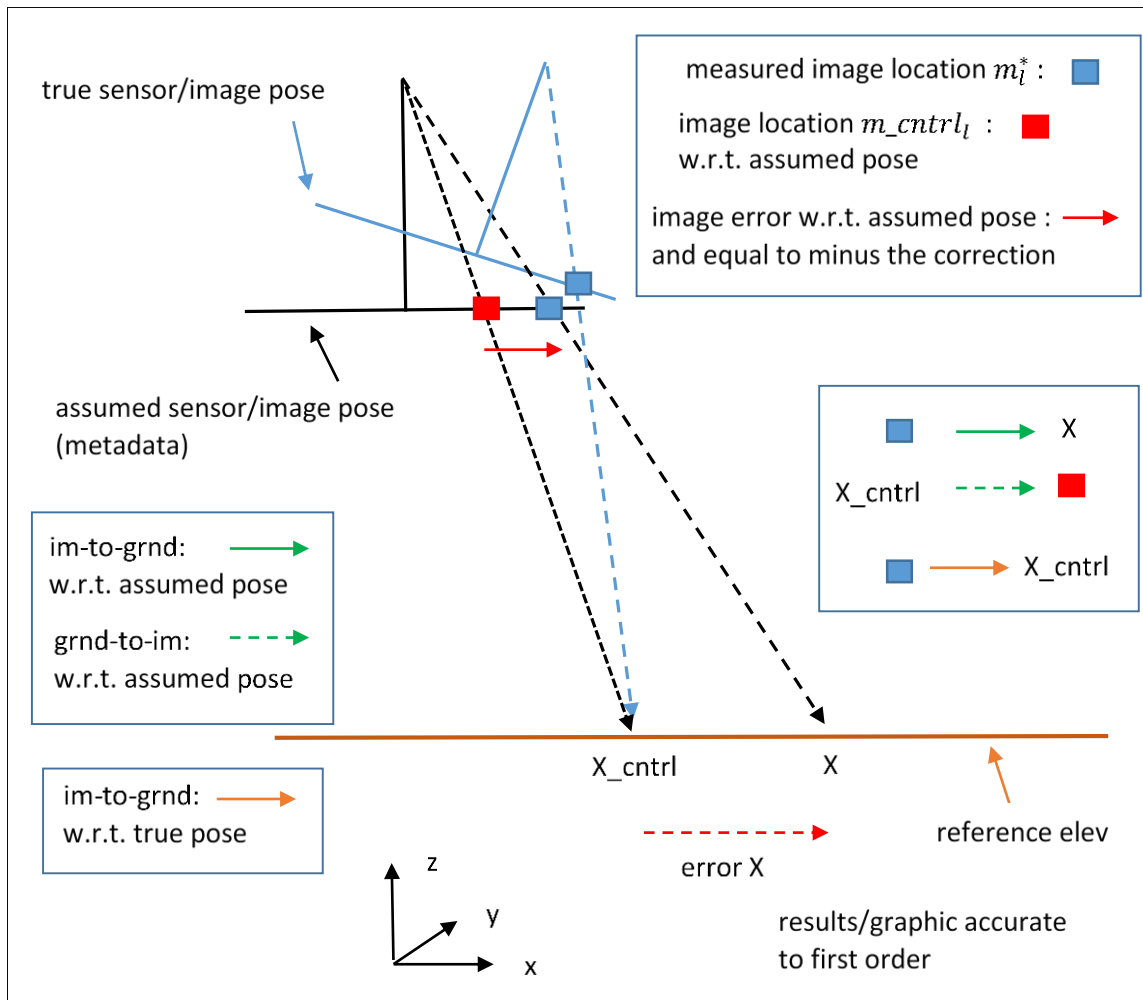 true sensor/image pose
measured image location m_l^* :
image location m_cntrl_l :
w.r.t. assumed pose
image error w.r.t. assumed pose :
and equal to minus the correction
assumed sensor/image pose
(metadata)
X
X_cntrl
X_cntrl
im-to-grnd:
w.r.t. assumed pose
grnd-to-im:
w.r.t. assumed pose
X_cntrl
X
im-to-grnd:
w.r.t. true pose
reference elev
error X
z
y
x
results/graphic accurate
to first order